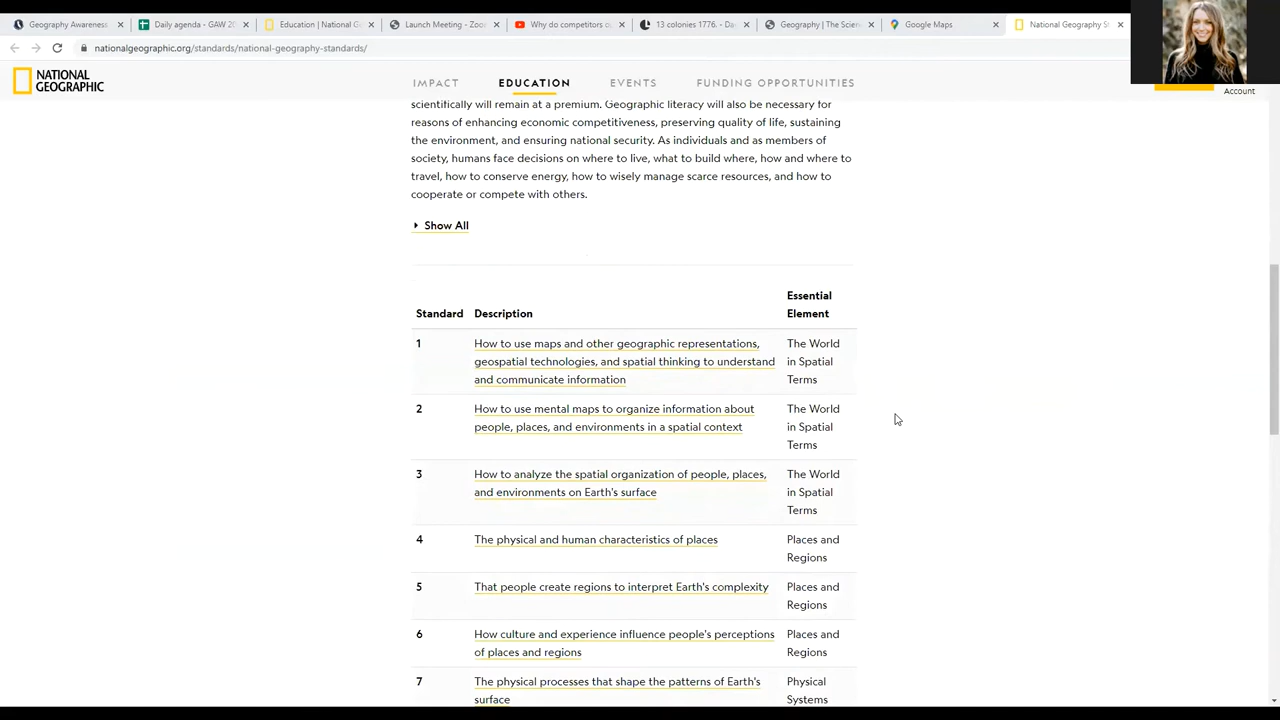 Geography Awareness
Daily agenda - GAW 20
Education | National G
Launch Meeting - Zoo
Why do competitors o
13 colonies 1776. - Da
Geography | The Scien
Google Maps
National Geography St
nationalgeographic.org/standards/national-geography-standards/
NATIONAL
GEOGRAPHIC
IMPACT
EDUCATION
EVENTS
FUNDING OPPORTUNITIES
Account
scientifically will remain at a premium. Geographic literacy will also be necessary for
reasons of enhancing economic competitiveness, preserving quality of life, sustaining
the environment, and ensuring national security. As individuals and as members of
society, humans face decisions on where to live, what to build where, how and where to
travel, how to conserve energy, how to wisely manage scarce resources, and how to
cooperate or compete with others.
Show All
Standard
Description
Essential
Element
1
How to use maps and other geographic representations,
geospatial technologies, and spatial thinking to understand
and communicate information
The World
in Spatial
Terms
2
How to use mental maps to organize information about
people, places, and environments in a spatial context
The World
in Spatial
Terms
3
How to analyze the spatial organization of people, places,
and environments on Earth's surface
The World
in Spatial
Terms
4
The physical and human characteristics of places
Places and
Regions
5
That people create regions to interpret Earth's complexity
Places and
Regions
6
How culture and experience influence people's perceptions
of places and regions
Places and
Regions
7
The physical processes that shape the patterns of Earth's
surface
Physical
Systems